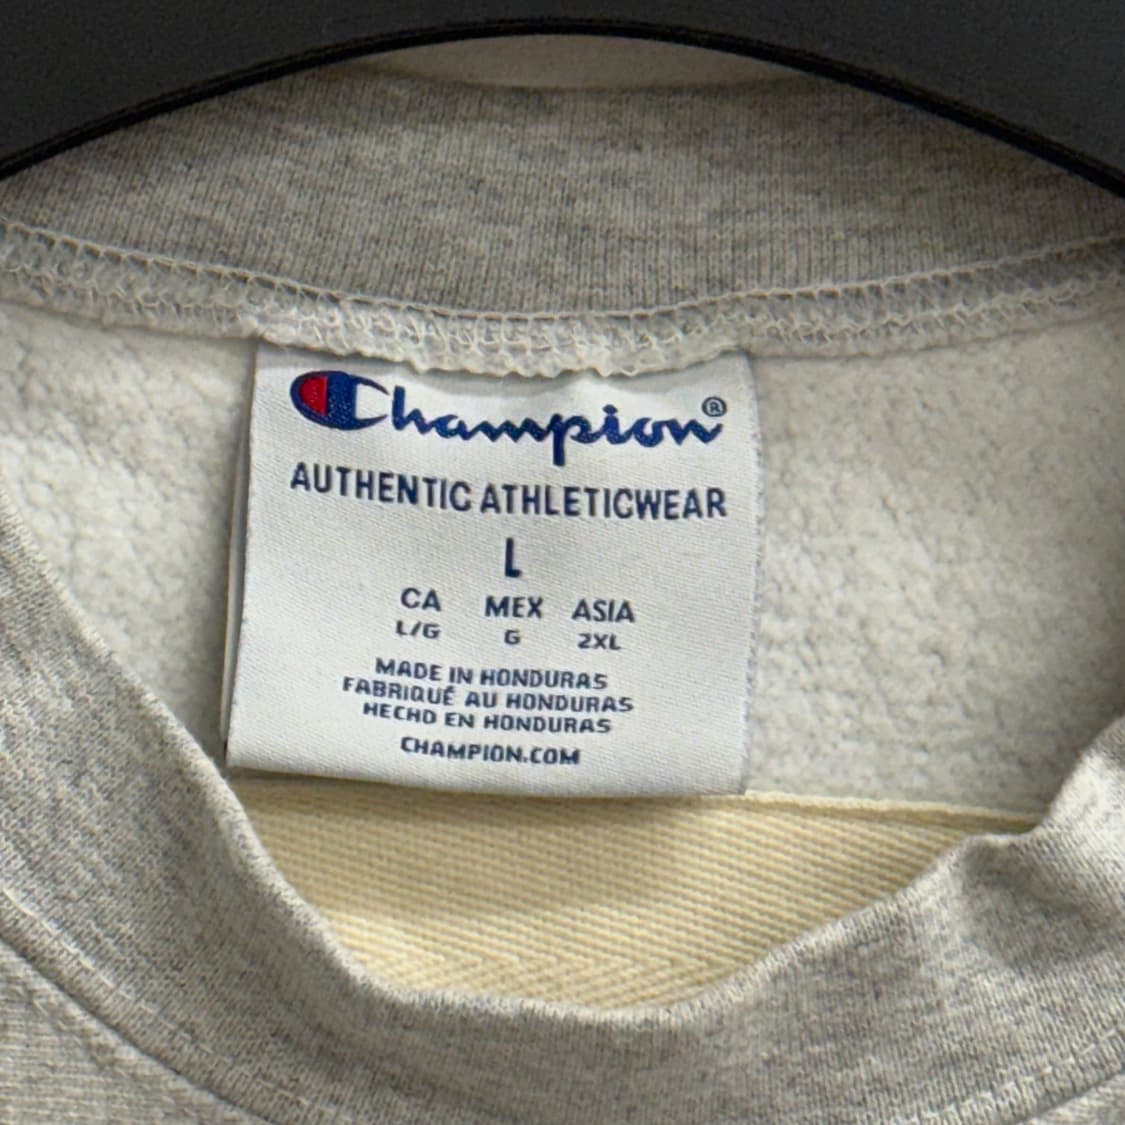 Champion®
AUTHENTIC ATHLETICWEAR
L
CA MEX ASIA
L/G G 2XL
MADE IN HONDURAS
FABRIQUÉ AU HONDURAS
HECHO EN HONDURAS
CHAMPION.COM